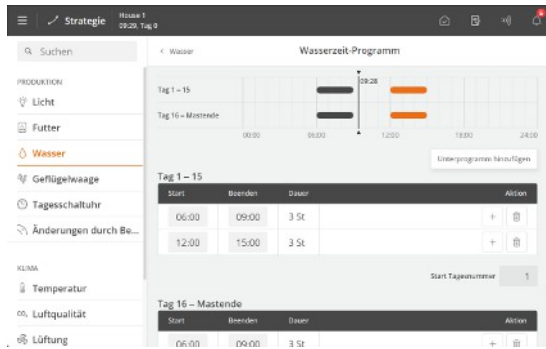 Strategie
House 1
09:29, Tag 0
Suchen
PRODUKTION
Licht
Futter
Wasser
Geflügelwaage
Tagesschaltuhr
Änderungen durch Be...
KLIMA
Temperatur
CO₂ Luftqualität
Lüftung
< Wasser
Wasserzeit-Programm
09:28
Tag 1 – 15
Tag 16 – Mastende
00:00 06:00 12:00 18:00 24:00
Unterprogramm hinzufügen
Tag 1 – 15
Start Beenden Dauer Aktion
06:00 09:00 3 St +
12:00 15:00 3 St +
Start Tagesnummer 1
Tag 16 – Mastende
Start Beenden Dauer Aktion
06:00 09:00 3 St +